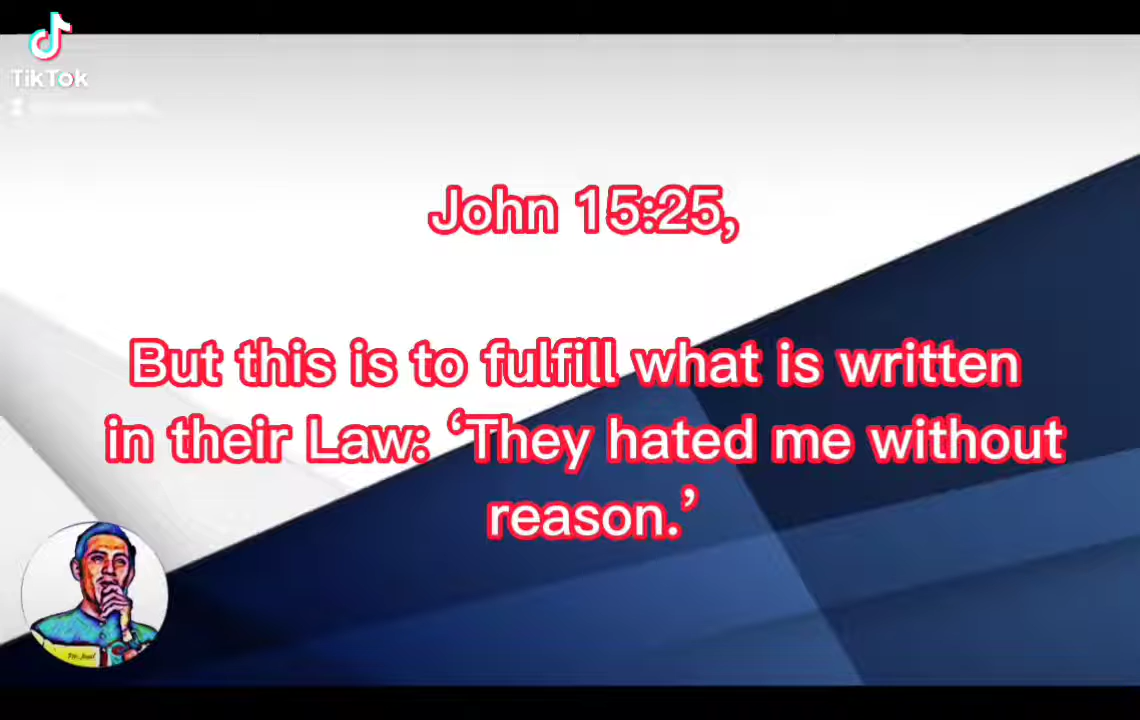 TikTok
John 15:25,
But this is to fulfill what is written
in their Law: ‘They hated me without
reason.’